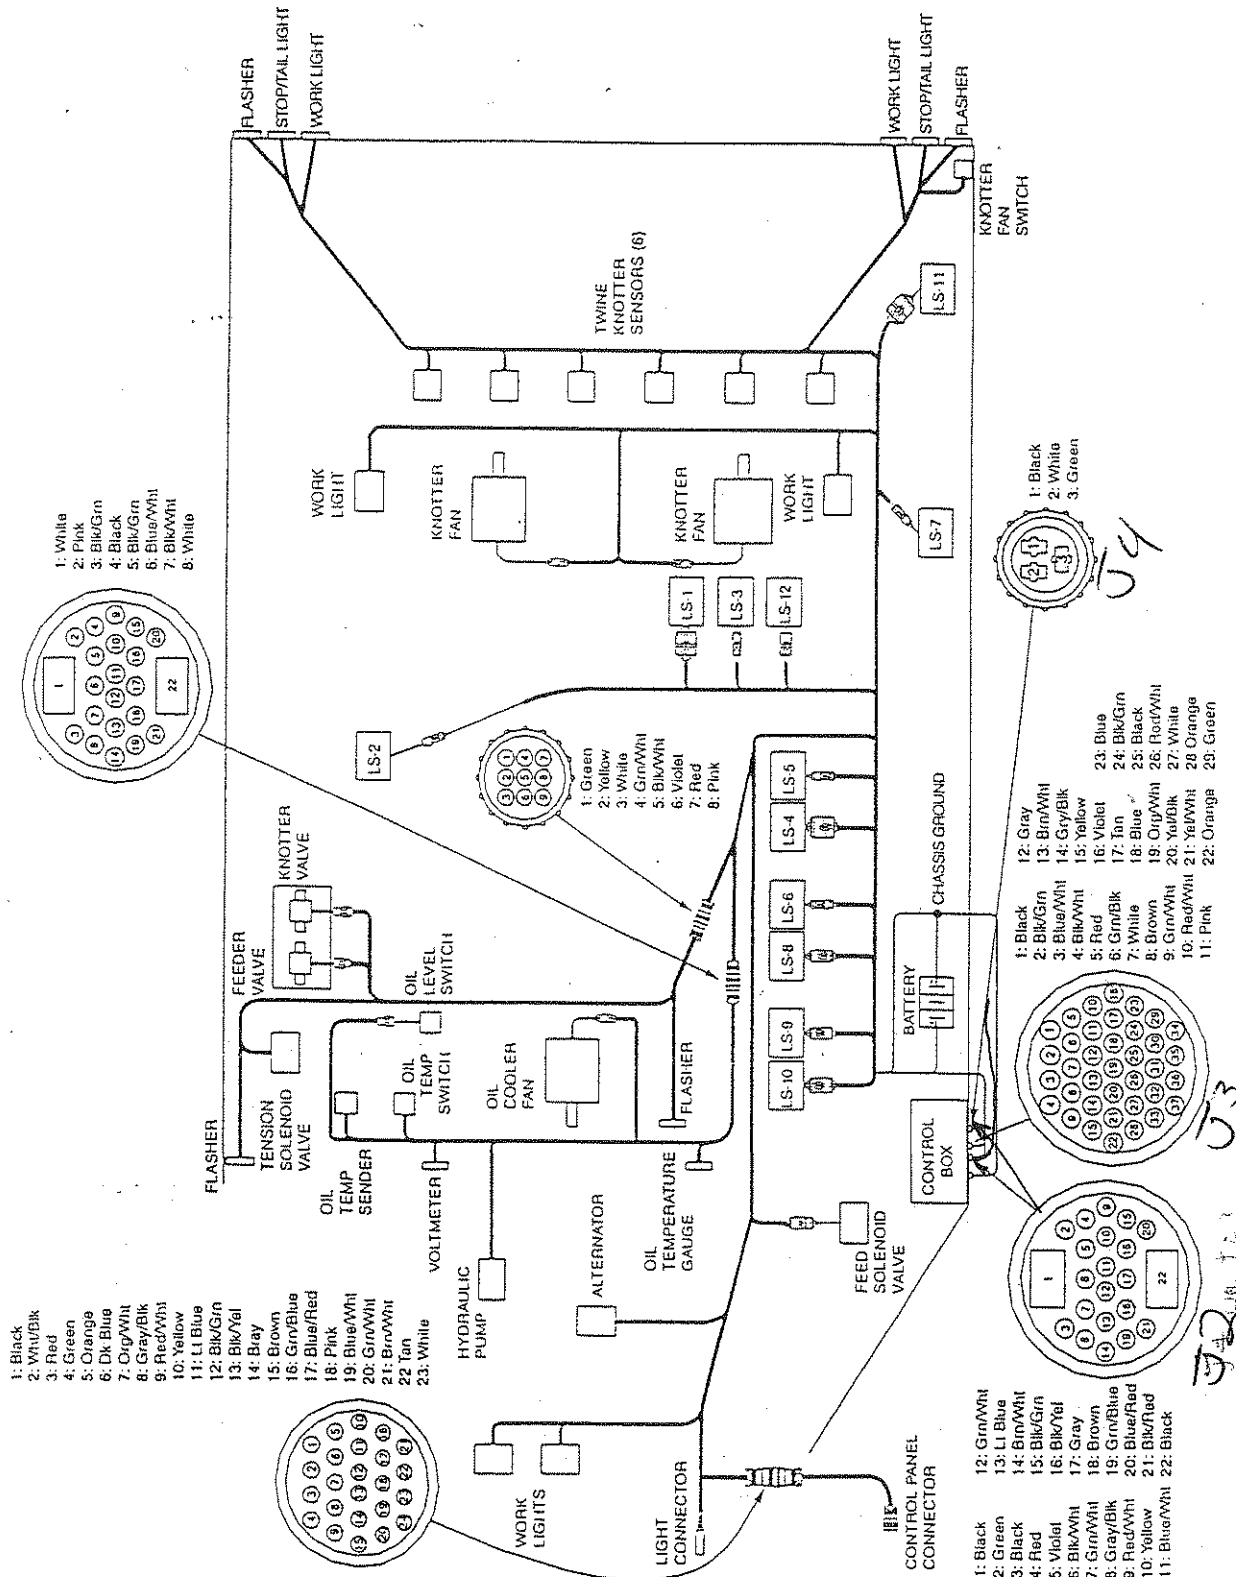 FLASHER
STOP/TAIL LIGHT
WORK LIGHT
WORK LIGHT
STOP/TAIL LIGHT
FLASHER
KNOTTER
FAN
SWITCH
TWINE
KNOTTER
SENSORS (6)
LS-11
WORK
LIGHT
KNOTTER
FAN
KNOTTER
FAN
WORK
LIGHT
LS-7
1: White
2: Pink
3: Blk/Grn
4: Black
5: Blk/Grn
6: Blue/Wht
7: Blk/Wht
8: White
1: Black
2: White
3: Green
J4
LS-1
LS-3
LS-12
LS-2
1: Green
2: Yellow
3: White
4: Grn/Wht
5: Blk/Wht
6: Violet
7: Red
8: Pink
LS-5
LS-4
LS-6
LS-8
LS-9
LS-10
KNOTTER
VALVE
FEEDER
VALVE
OIL
LEVEL
SWITCH
OIL
TEMP
SWITCH
OIL
COOLER
FAN
FLASHER
FLASHER
TENSION
SOLENOID
VALVE
OIL
TEMP
SENDER
VOLTMETER
OIL
TEMPERATURE
GAUGE
HYDRAULIC
PUMP
ALTERNATOR
BATTERY
CHASSIS GROUND
CONTROL
BOX
FEED
SOLENOID
VALVE
1: Black
2: Blk/Grn
3: Blue/Wht
4: Blk/Wht
5: Red
6: Grn/Blk
7: White
8: Brown
9: Grn/Wht
10: Red/Wht
11: Pink
12: Gray
13: Brn/Wht
14: Gry/Blk
15: Yellow
16: Violet
17: Tan
18: Blue
19: Org/Wht
20: Yel/Blk
21: Yel/Wht
22: Orange
23: Blue
24: Blk/Grn
25: Black
26: Red/Wht
27: White
28 Orange
29: Green
J3
1: Black
2: Wht/Blk
3: Red
4: Green
5: Orange
6: Dk Blue
7: Org/Wht
8: Gray/Blk
9: Red/Wht
10: Yellow
11: Lt Blue
12: Blk/Grn
13: Blk/Yel
14: Bray
15: Brown
16: Grn/Blue
17: Blue/Red
18: Pink
19: Blue/Wht
20: Grn/Wht
21: Brn/Wht
22 Tan
23: White
WORK
LIGHTS
LIGHT
CONNECTOR
CONTROL PANEL
CONNECTOR
1: Black
2: Green
3: Black
4: Red
5: Violet
6: Blk/Wht
7: Grn/Wht
8: Gray/Blk
9: Red/Wht
10: Yellow
11: Blue/Wht
12: Grn/Wht
13: Lt Blue
14: Brn/Wht
15: Blk/Grn
16: Blk/Yel
17: Gray
18: Brown
19: Grn/Blue
20: Blue/Red
21: Blk/Red
22: Black
J2